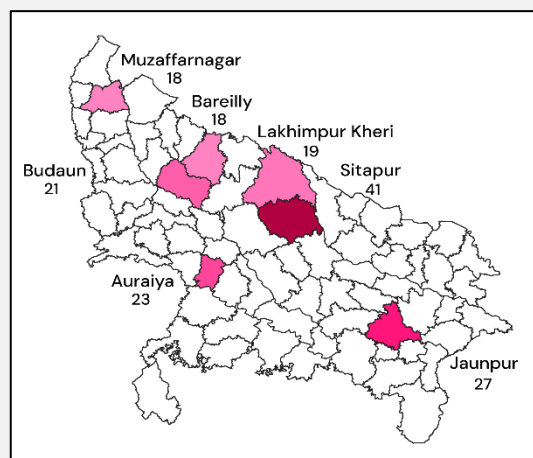 Muzaffarnagar
18
Bareilly
18
Lakhimpur Kheri
19
Sitapur
41
Budaun
21
Auraiya
23
Jaunpur
27